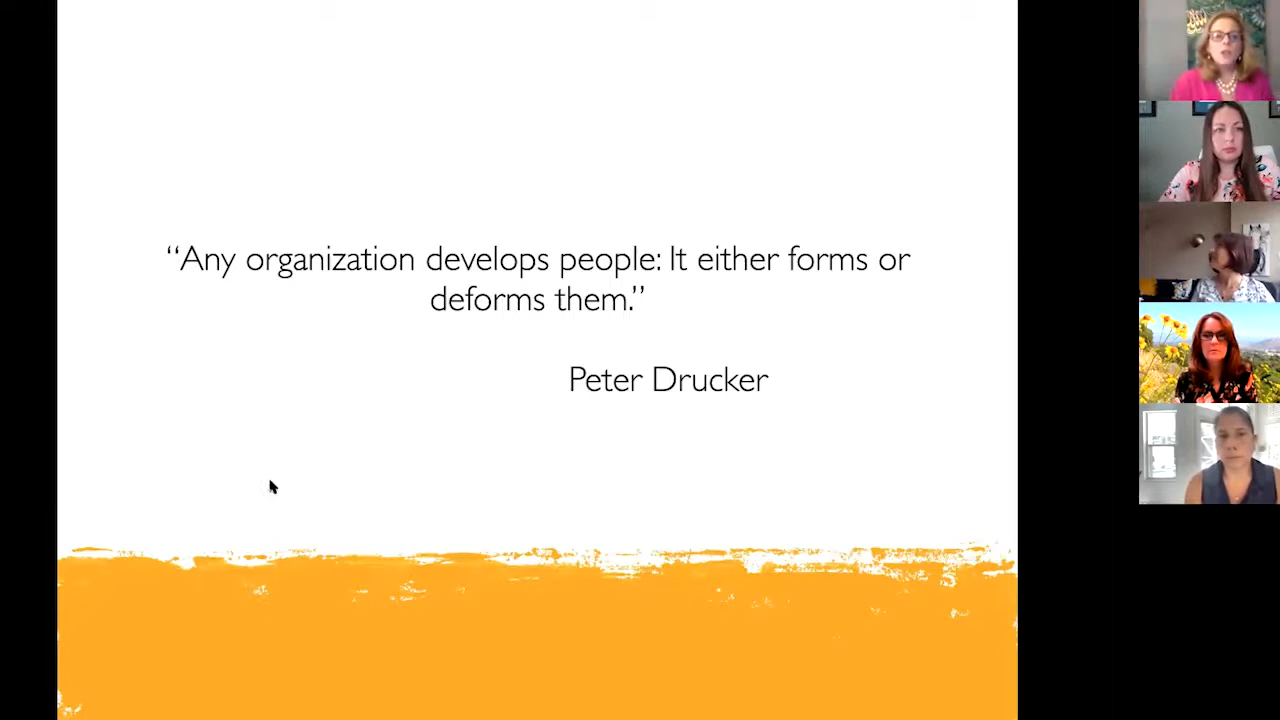 “Any organization develops people: It either forms or
deforms them.”
Peter Drucker